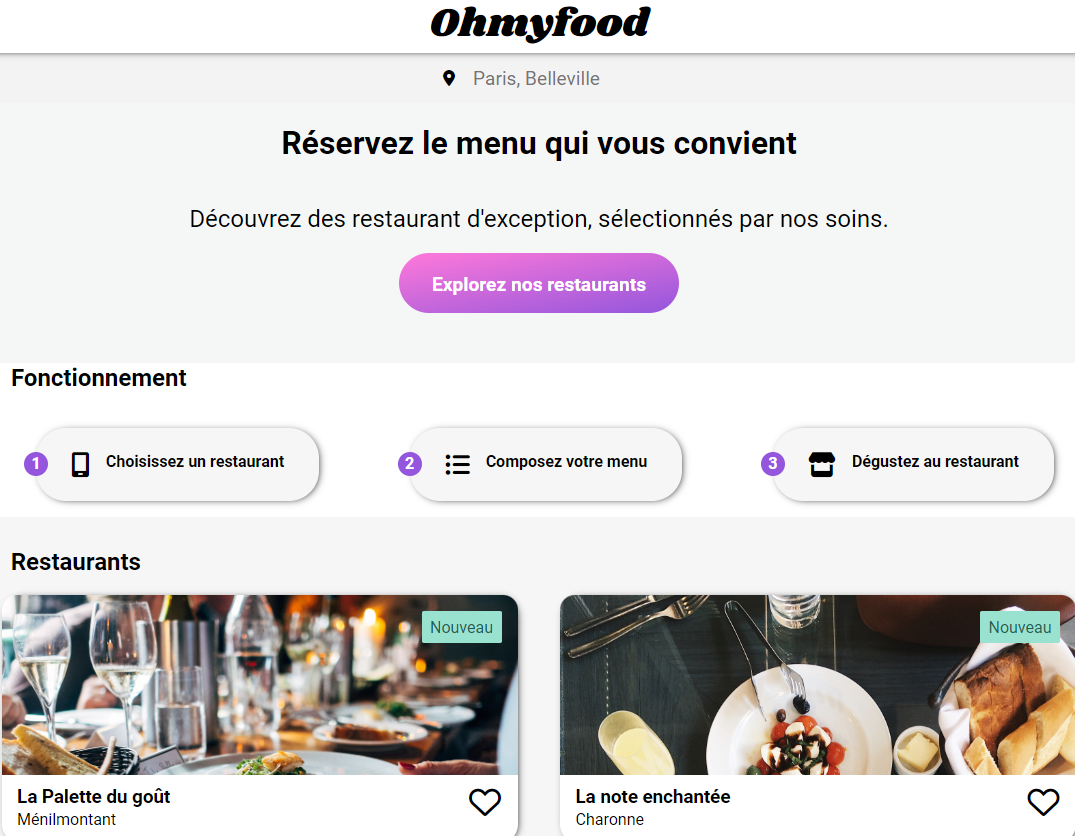 Ohmyfood
Paris, Belleville
Réservez le menu qui vous convient
Découvrez des restaurant d'exception, sélectionnés par nos soins.
Explorez nos restaurants
Fonctionnement
1 Choisissez un restaurant
2 Composez votre menu
3 Dégustez au restaurant
Restaurants
Nouveau
Nouveau
La Palette du goût
Ménilmontant
La note enchantée
Charonne